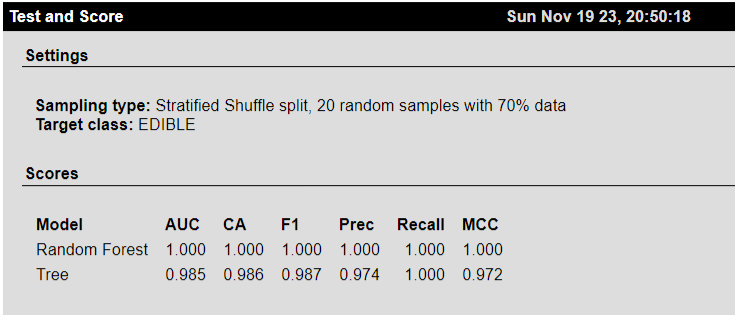 Test and Score Sun Nov 19 23, 20:50:18
Settings
Sampling type: Stratified Shuffle split, 20 random samples with 70% data
Target class: EDIBLE
Scores
Model AUC CA F1 Prec Recall MCC
Random Forest 1.000 1.000 1.000 1.000 1.000 1.000
Tree 0.985 0.986 0.987 0.974 1.000 0.972